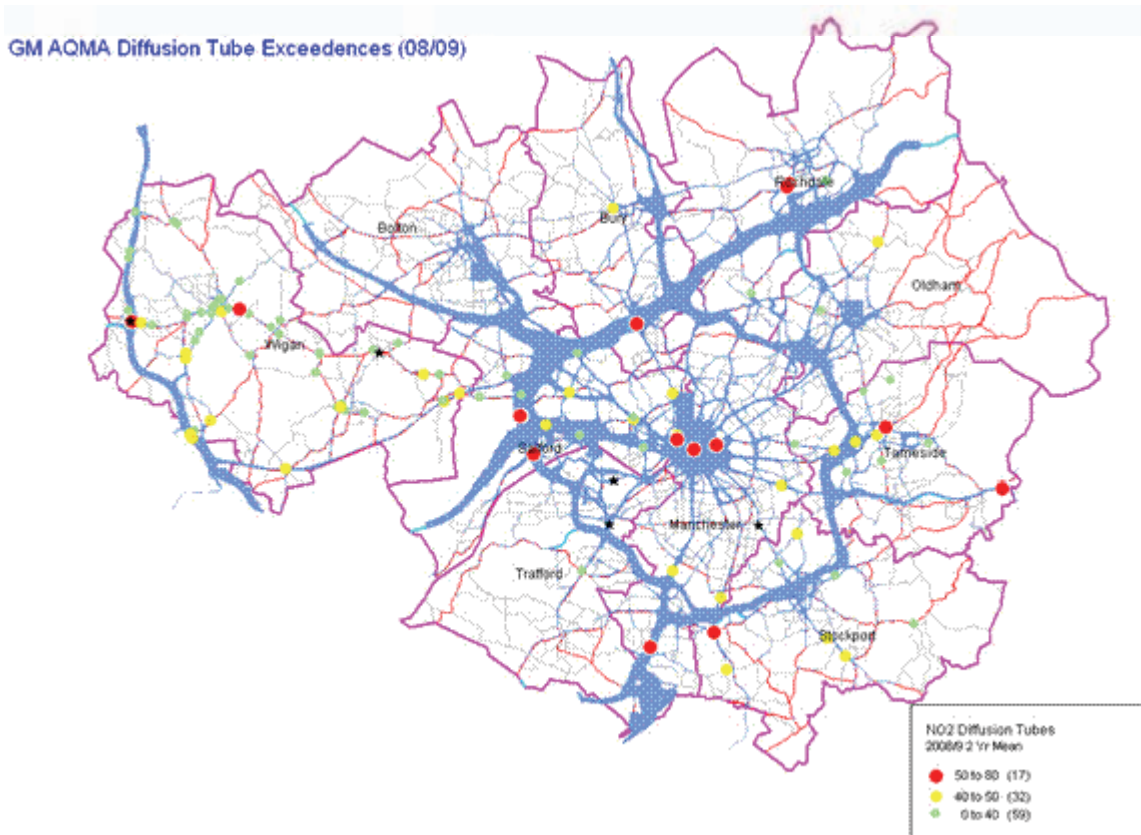 GM AQMA Diffusion Tube Exceedences (08/09)
Rochdale
Bury
Bolton
Oldham
Wigan
Salford
Tameside
Manchester
Trafford
Stockport
NO2 Diffusion Tubes
2008/9 2 Yr Mean
50 to 80 (17)
40 to 50 (32)
0 to 40 (59)